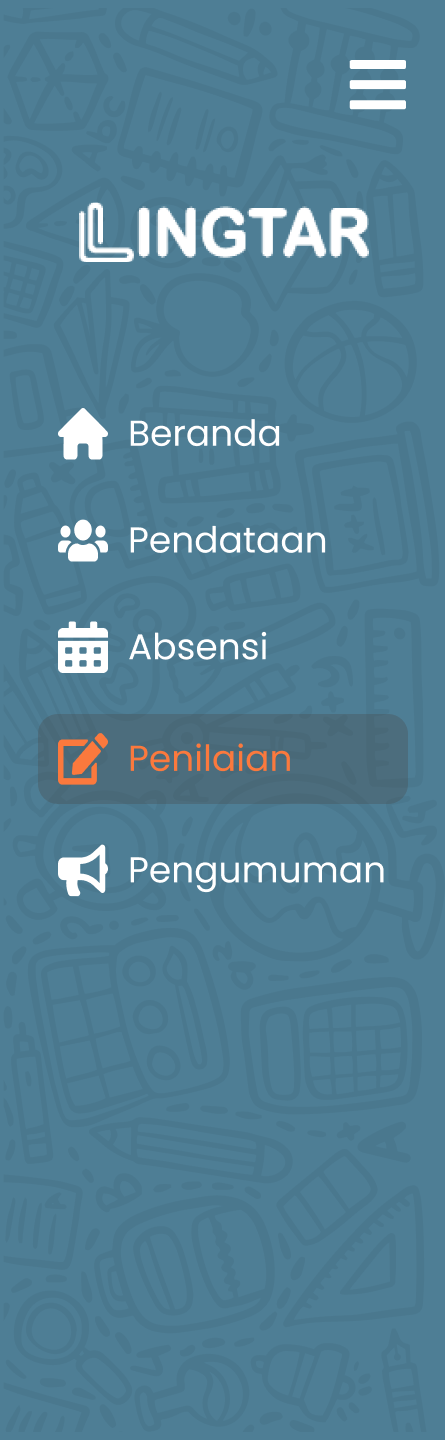 LINGTAR
Beranda
Pendataan
Absensi
Penilaian
Pengumuman